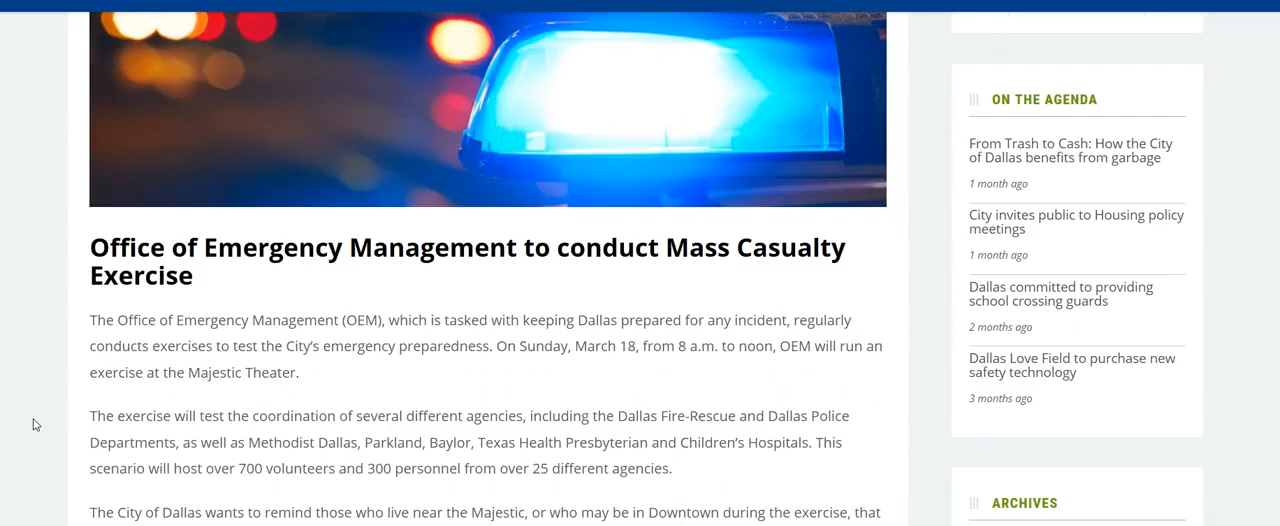 Office of Emergency Management to conduct Mass Casualty
Exercise
The Office of Emergency Management (OEM), which is tasked with keeping Dallas prepared for any incident, regularly
conducts exercises to test the City’s emergency preparedness. On Sunday, March 18, from 8 a.m. to noon, OEM will run an
exercise at the Majestic Theater.
The exercise will test the coordination of several different agencies, including the Dallas Fire-Rescue and Dallas Police
Departments, as well as Methodist Dallas, Parkland, Baylor, Texas Health Presbyterian and Children’s Hospitals. This
scenario will host over 700 volunteers and 300 personnel from over 25 different agencies.
The City of Dallas wants to remind those who live near the Majestic, or who may be in Downtown during the exercise, that
ON THE AGENDA
From Trash to Cash: How the City
of Dallas benefits from garbage
1 month ago
City invites public to Housing policy
meetings
1 month ago
Dallas committed to providing
school crossing guards
2 months ago
Dallas Love Field to purchase new
safety technology
3 months ago
ARCHIVES